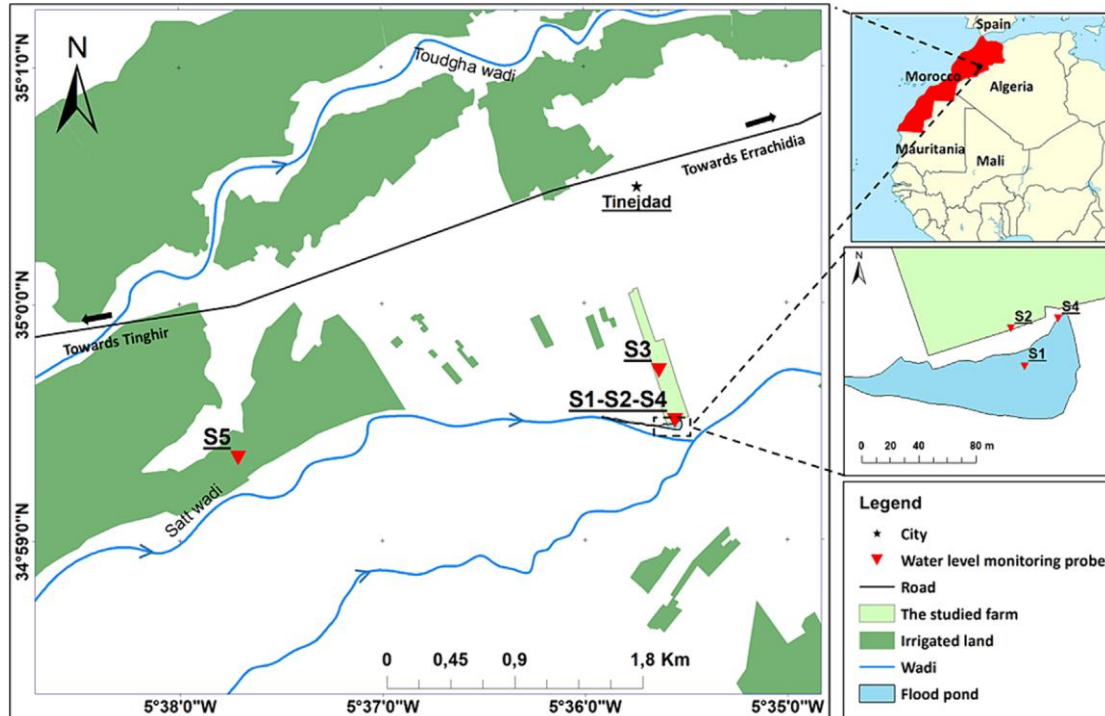 N
Toudgha wadi
Towards Errachidia
Tinejdad
Towards Tinghir
S3
S1-S2-S4
S5
Satt wadi
0 0,45 0,9 1,8 Km
35°1'0"N
35°0'0"N
34°59'0"N
5°38'0"W 5°37'0"W 5°36'0"W 5°35'0"W
Spain
Morocco
Algeria
Mauritania
Mali
N
S2
S4
S1
0 20 40 80 m
Legend
City
Water level monitoring probe
Road
The studied farm
Irrigated land
Wadi
Flood pond